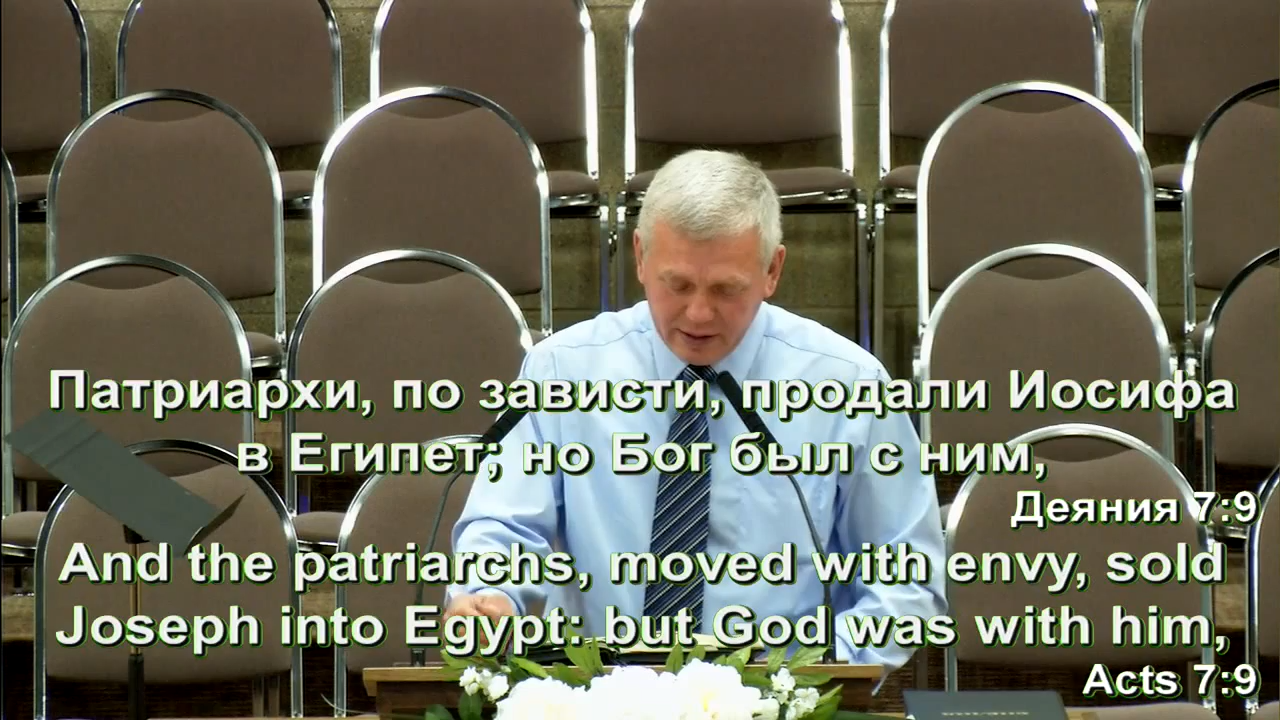 Патриархи, по зависти, продали Иосифа
в Египет; но Бог был с ним,
Деяния 7:9
And the patriarchs, moved with envy, sold
Joseph into Egypt: but God was with him,
Acts 7:9